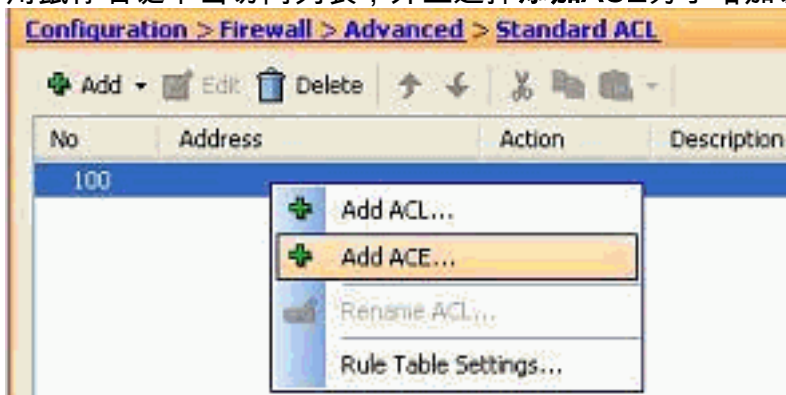 Configuration > Firewall > Advanced > Standard ACL
Add Edit Delete
No Address Action Description
100
Add ACL...
Add ACE...
Rename ACL...
Rule Table Settings...